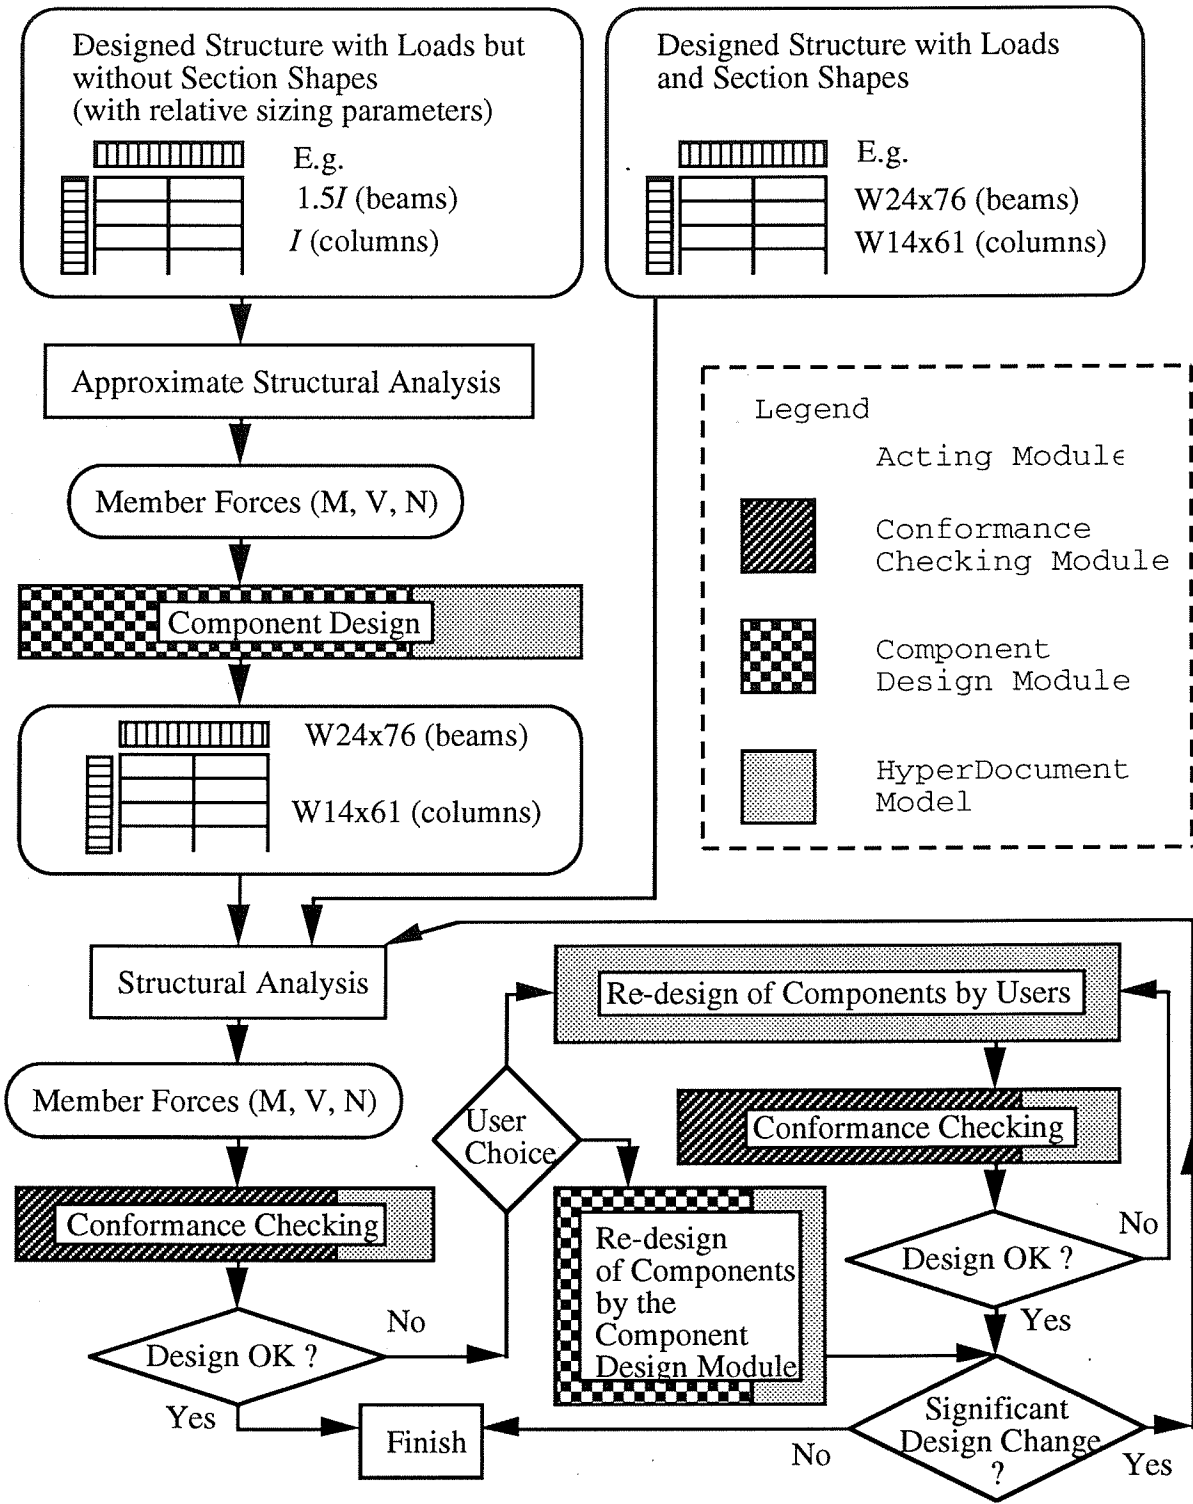 Designed Structure with Loads but
without Section Shapes
(with relative sizing parameters)
E.g.
1.5I (beams)
I (columns)
Designed Structure with Loads
and Section Shapes
E.g.
W24x76 (beams)
W14x61 (columns)
Approximate Structural Analysis
Member Forces (M, V, N)
Component Design
W24x76 (beams)
W14x61 (columns)
Legend
Acting Module
Conformance
Checking Module
Component
Design Module
HyperDocument
Model
Structural Analysis
Member Forces (M, V, N)
Conformance Checking
Design OK ?
No
Yes
Finish
User
Choice
Re-design of Components by Users
Conformance Checking
Design OK ?
No
Yes
Re-design
of Components
by the
Component
Design Module
Significant
Design Change
?
No
Yes